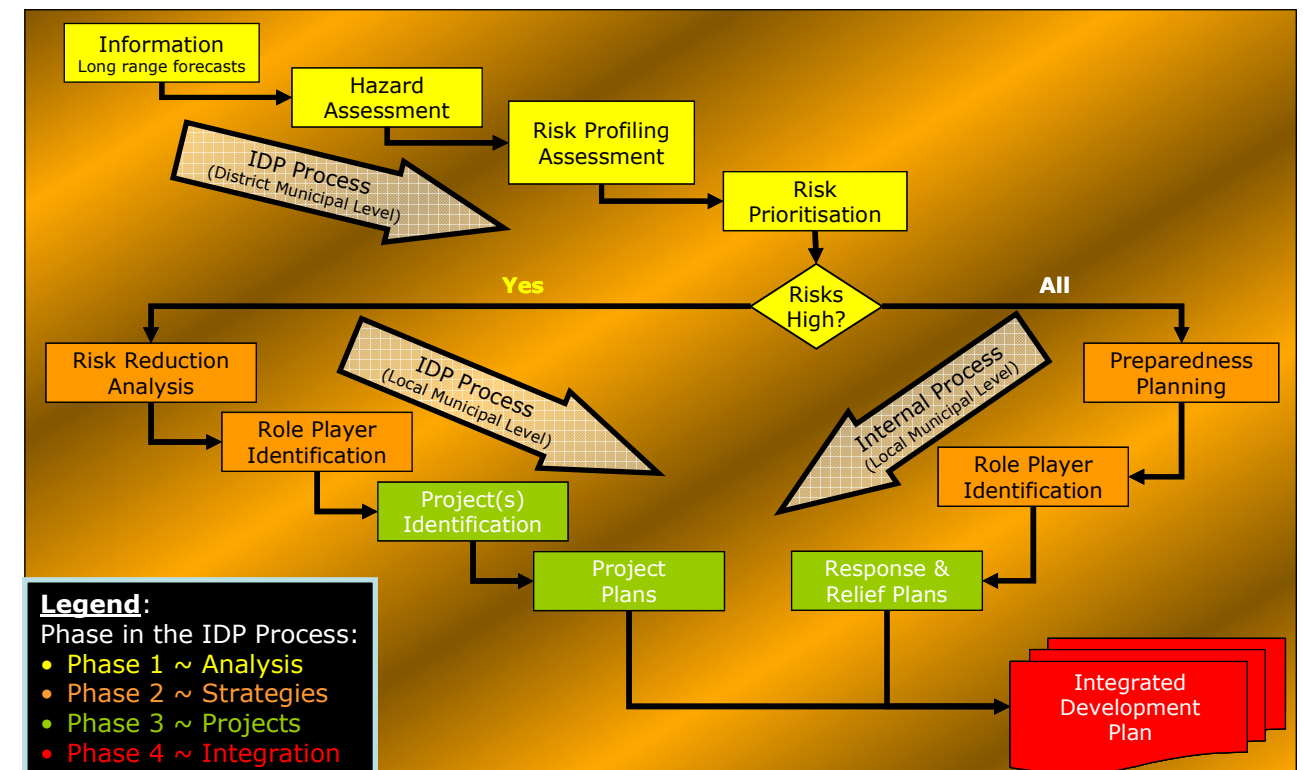 Information
Long range forecasts
Hazard
Assessment
Risk Profiling
Assessment
IDP Process
(District Municipal Level)
Risk
Prioritisation
Yes
Risks
High?
All
Risk Reduction
Analysis
IDP Process
(Local Municipal Level)
Internal Process
(Local Municipal Level)
Preparedness
Planning
Role Player
Identification
Role Player
Identification
Project(s)
Identification
Project
Plans
Response &
Relief Plans
Legend:
Phase in the IDP Process:
• Phase 1 ~ Analysis
• Phase 2 ~ Strategies
• Phase 3 ~ Projects
• Phase 4 ~ Integration
Integrated
Development
Plan